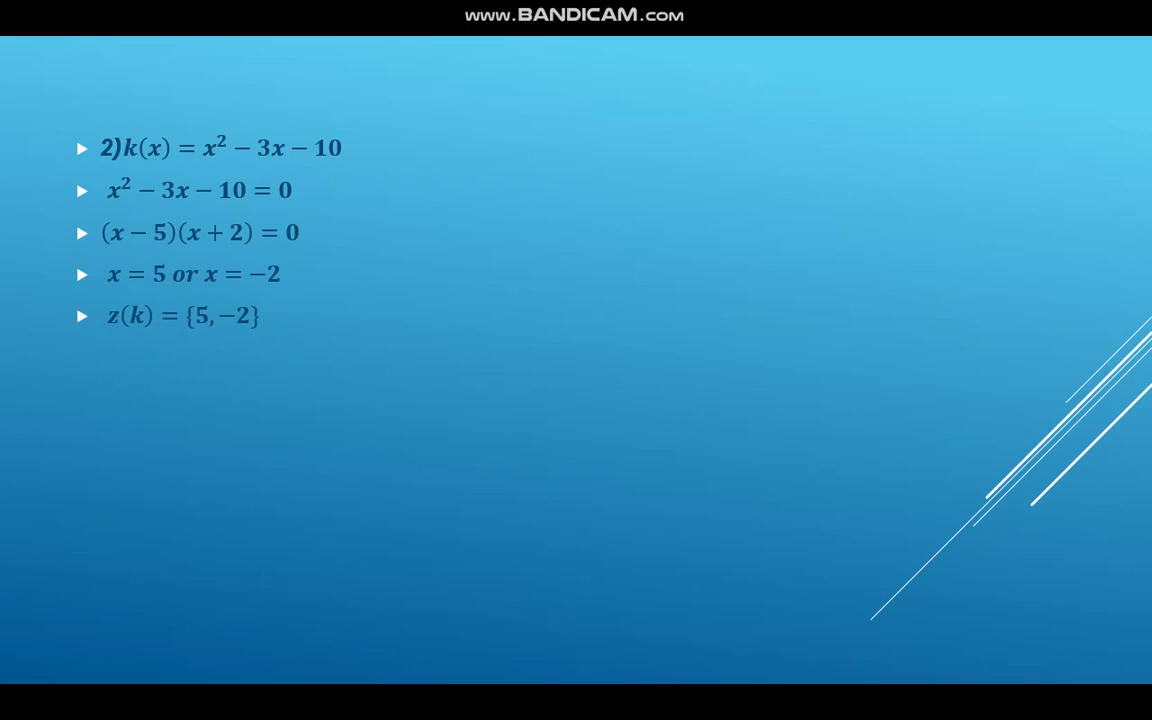 www.BANDICAM.com
2)k(x) = x² − 3x − 10
x² − 3x − 10 = 0
(x − 5)(x + 2) = 0
x = 5 or x = −2
z(k) = {5, −2}